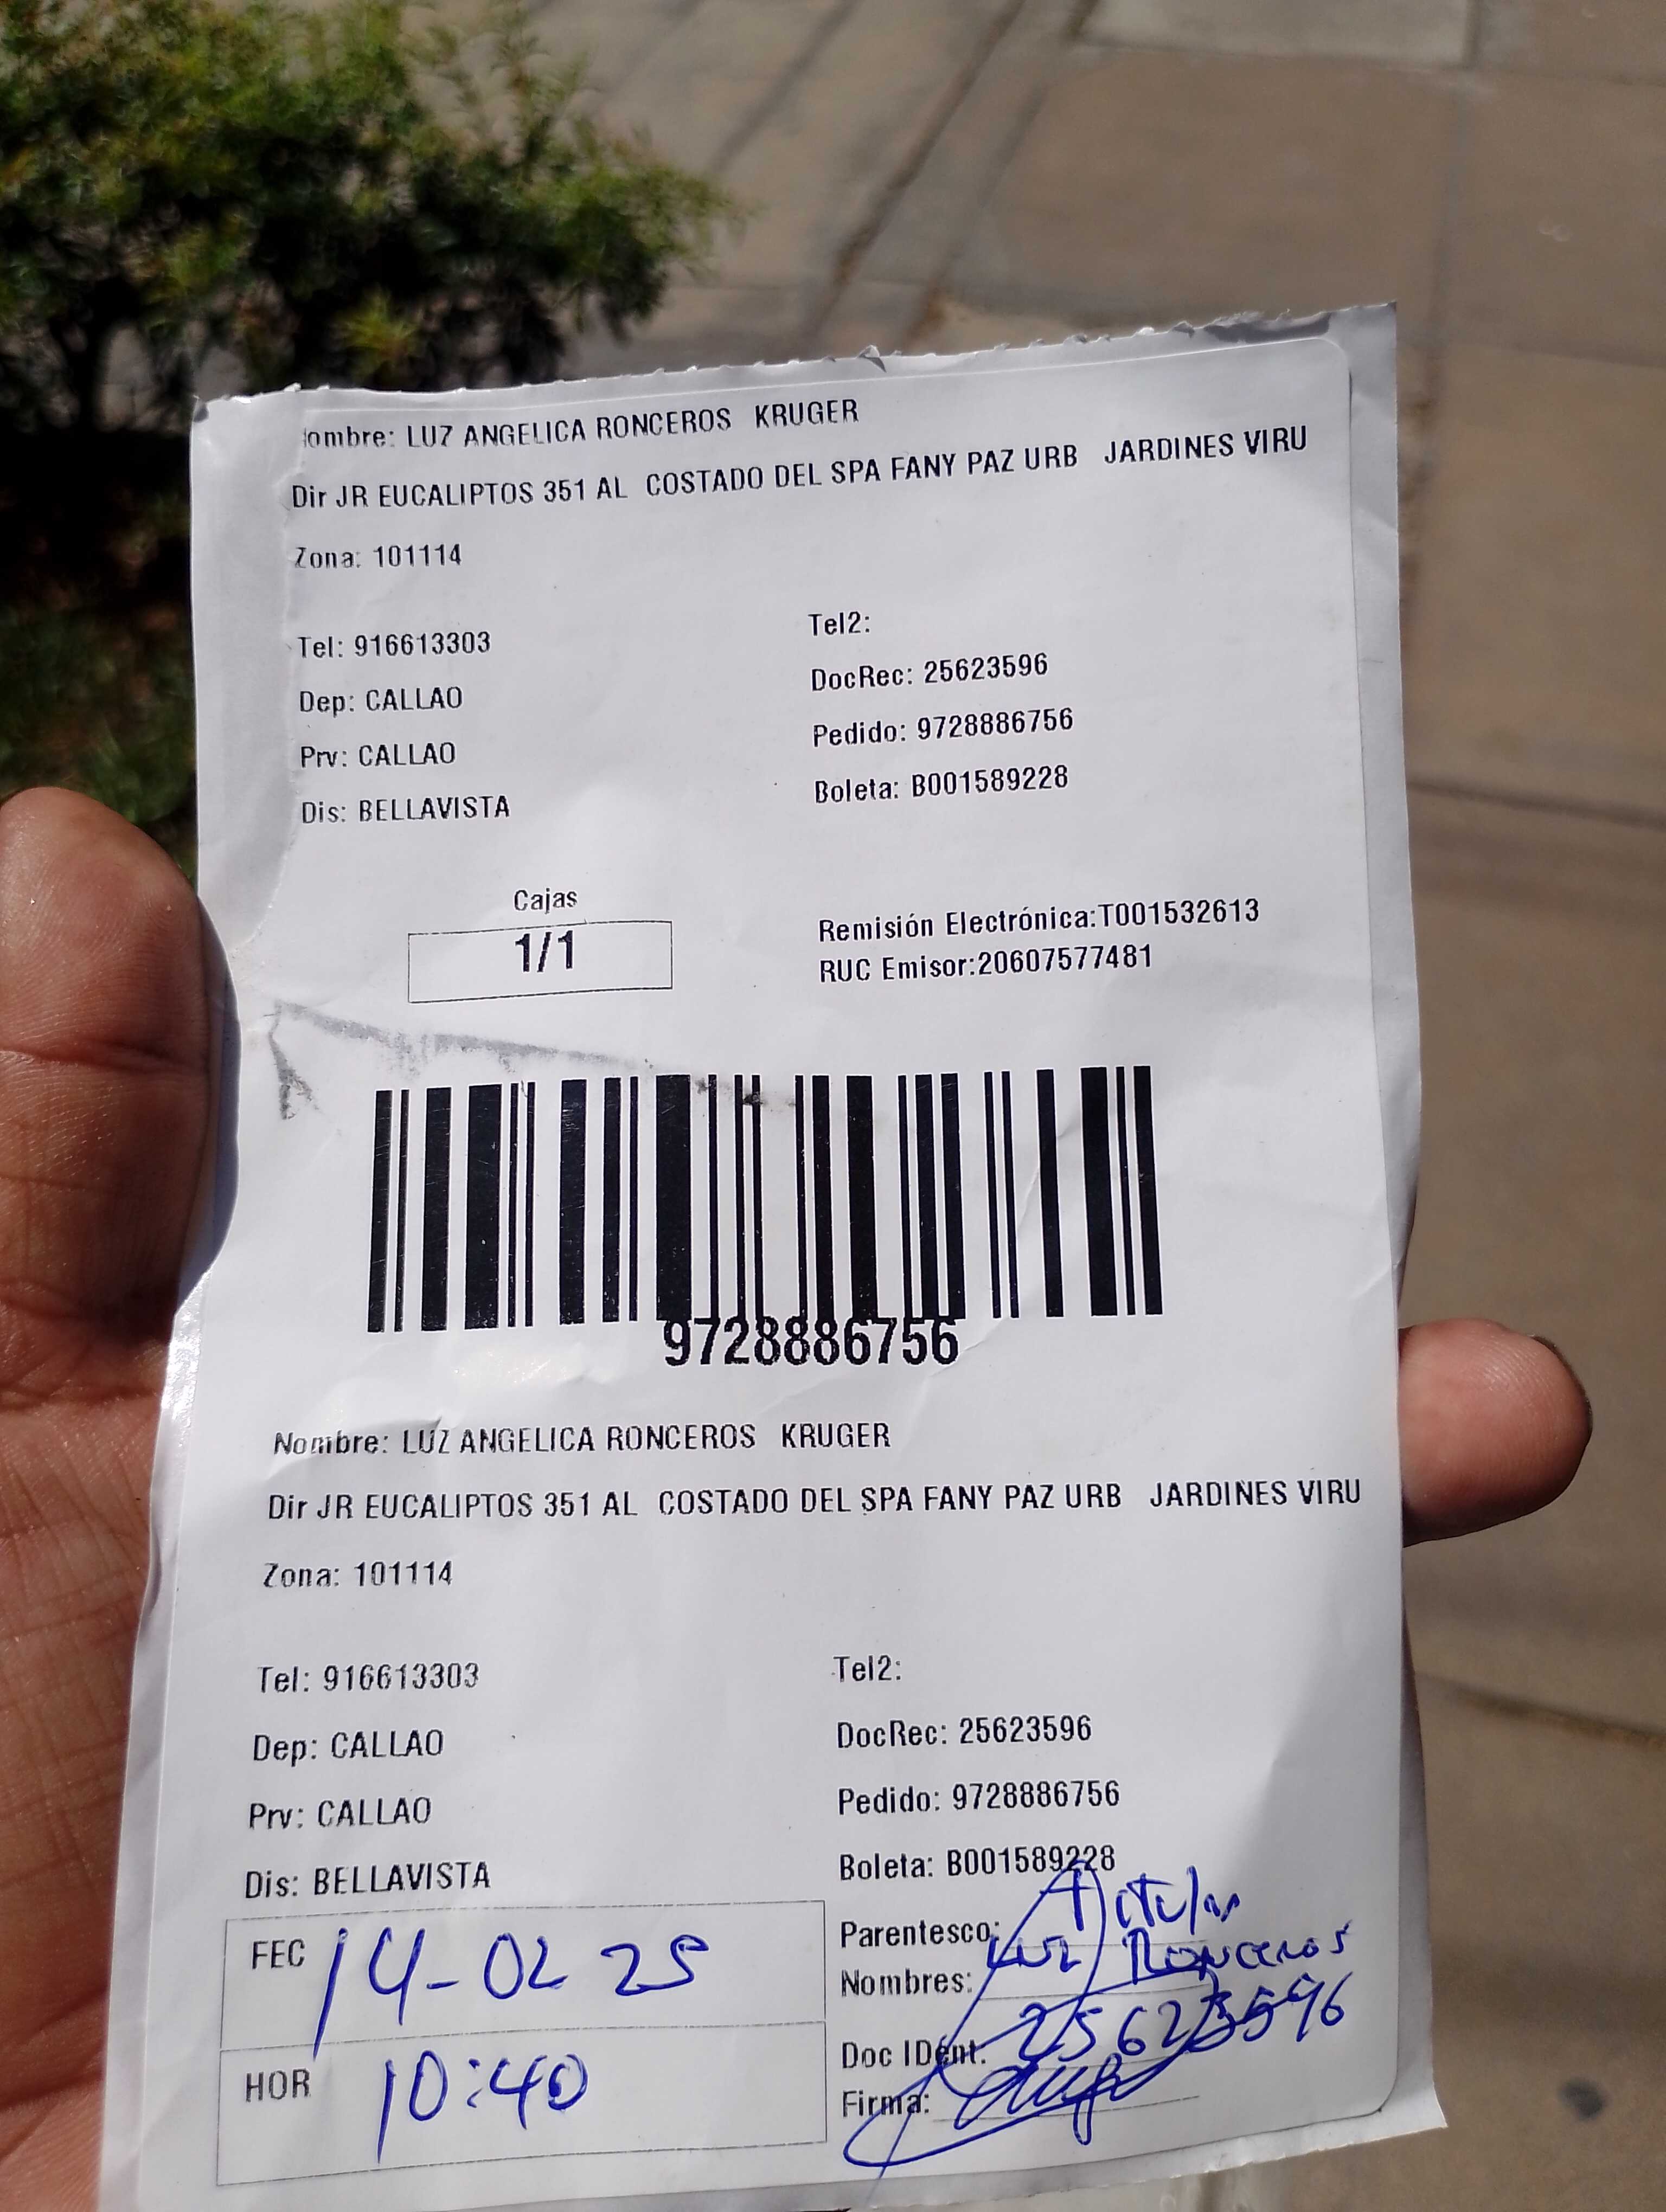 ombre: LUZ ANGELICA RONCEROS KRUGER
Dir JR EUCALIPTOS 351 AL COSTADO DEL SPA FANY PAZ URB JARDINES VIRU
Zona: 101114
Tel: 916613303
Tel2:
DocRec: 25623596
Dep: CALLAO
Pedido: 9728886756
Prv: CALLAO
Boleta: B001589228
Dis: BELLAVISTA
Cajas
1/1
Remisión Electrónica:T001532613
RUC Emisor:20607577481
9728886756
Nombre: LUZ ANGELICA RONCEROS KRUGER
Dir JR EUCALIPTOS 351 AL COSTADO DEL SPA FANY PAZ URB JARDINES VIRU
Zona: 101114
Tel: 916613303
Tel2:
Dep: CALLAO
DocRec: 25623596
Prv: CALLAO
Pedido: 9728886756
Dis: BELLAVISTA
Boleta: B001589228
FEC 14-02 25
HOR 10:40
Parentesco: Titular
Nombres: Luz Ronceros
Doc IDent: 25623596
Firma: